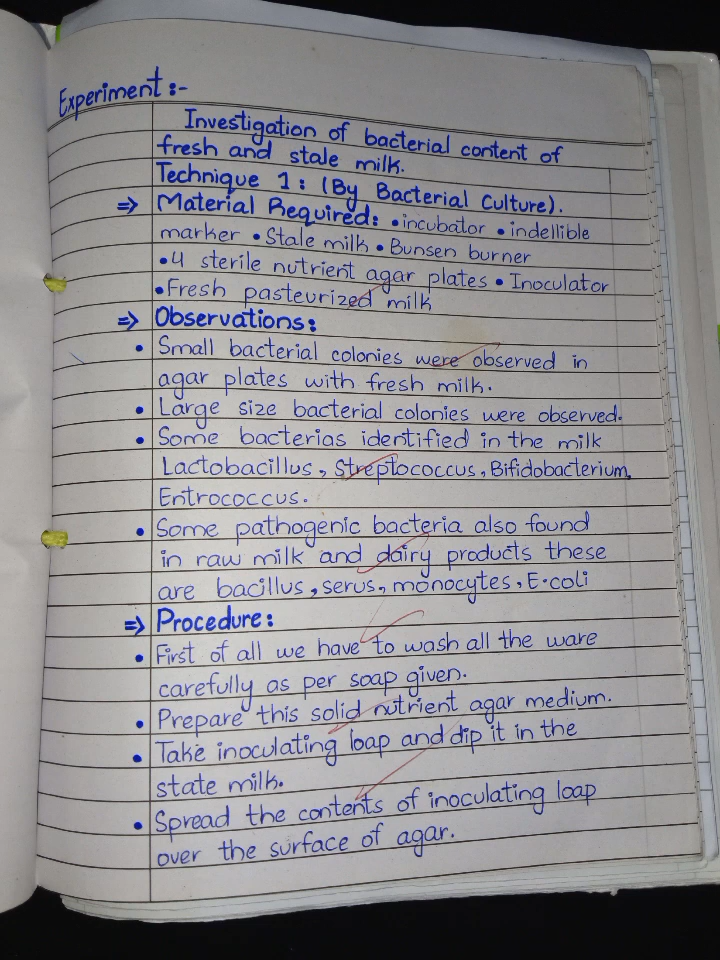 Experiment :-
Investigation of bacterial content of
fresh and stale milk.
Technique 1: (By Bacterial Culture).
⇒ Material Required: • incubator • indellible
marker • Stale milk • Bunsen burner
• 4 sterile nutrient agar plates • Inoculator
• Fresh pasteurized milk
⇒ Observations:
• Small bacterial colonies were observed in
agar plates with fresh milk.
• Large size bacterial colonies were observed.
• Some bacterias identified in the milk
Lactobacillus, Streptococcus, Bifidobacterium,
Entrococcus.
• Some pathogenic bacteria also found
in raw milk and dairy products these
are bacillus, serus, monocytes, E.coli
⇒ Procedure:
• First of all we have to wash all the ware
carefully as per soap given.
• Prepare this solid nutrient agar medium.
• Take inoculating loap and dip it in the
state milk.
• Spread the contents of inoculating loap
over the surface of agar.